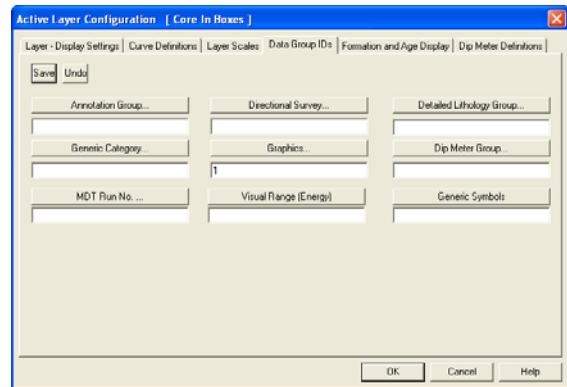 Active Layer Configuration [ Core In Hoxes ]
Layer - Display Settings Curve Definitions Layer Scales Data Group IDs Formation and Age Display Dip Meter Definitions
Save Undo
Annotation Group... Directional Survey... Detailed Lithology Group...
Generic Category... Graphics... Dip Meter Group...
1
MDT Run No. ... Visual Range (Energy) Generic Symbols
OK Cancel Help